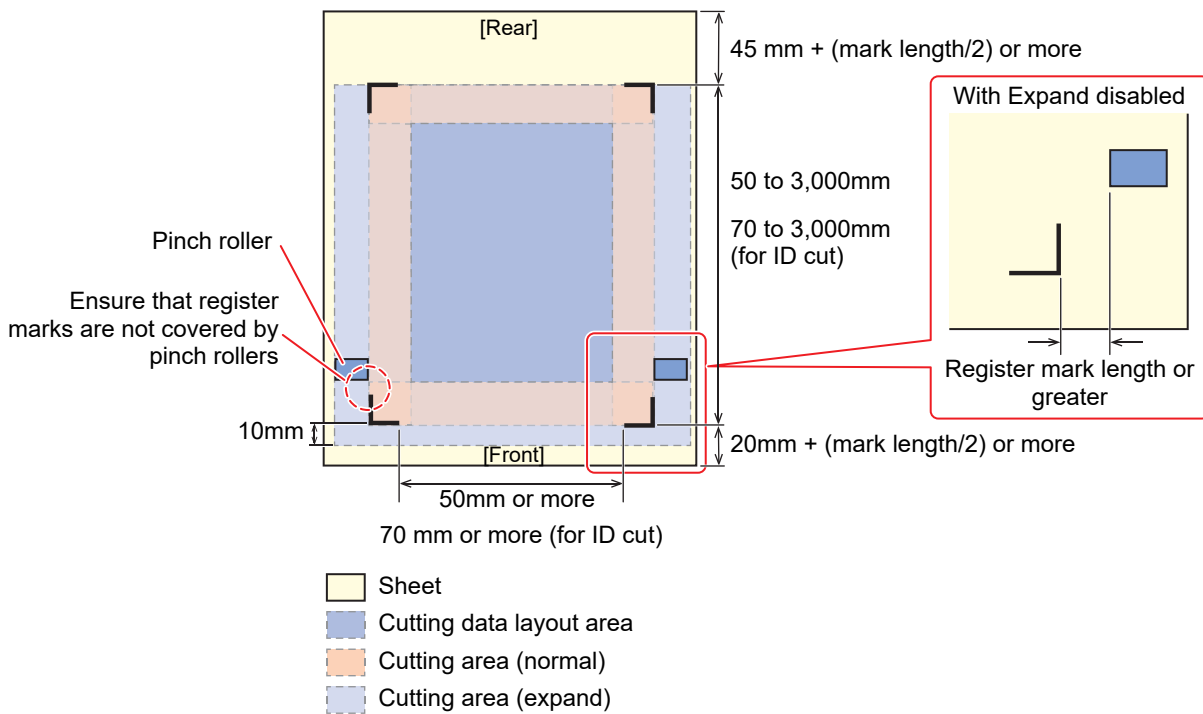 [Rear]
45 mm + (mark length/2) or more
With Expand disabled
50 to 3,000mm
70 to 3,000mm
(for ID cut)
Pinch roller
Ensure that register
marks are not covered by
pinch rollers
Register mark length or
greater
10mm
[Front]
20mm + (mark length/2) or more
50mm or more
70 mm or more (for ID cut)
Sheet
Cutting data layout area
Cutting area (normal)
Cutting area (expand)